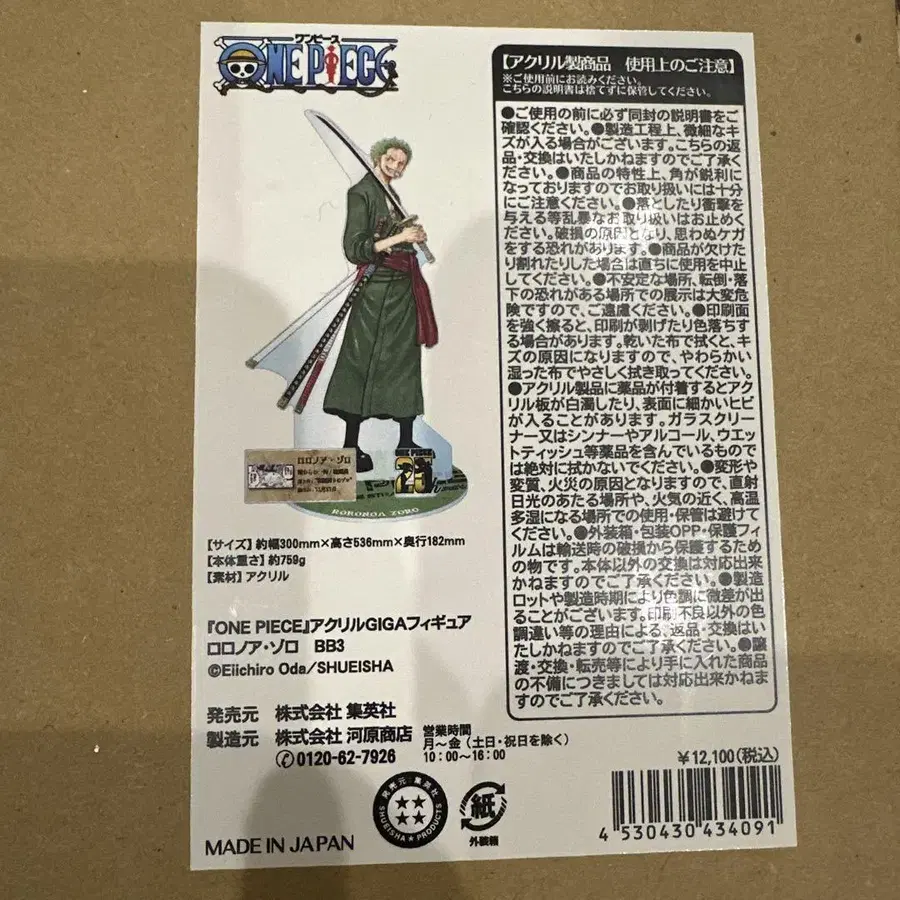 ワンピース
ONE PIECE
ロロノア・ゾロ
ONE PIECE
25
RORONOA ZORO
【サイズ】約幅300mm×高さ536mm×奥行182mm
【本体重さ】約759g
【素材】アクリル
『ONE PIECE』アクリルGIGAフィギュア
ロロノア・ゾロ BB3
©Eiichiro Oda/SHUEISHA
発売元 株式会社 集英社
製造元 株式会社 河原商店
0120-62-7926
営業時間
月～金(土日・祝日を除く)
10:00～16:00
MADE IN JAPAN
発売元 集英社
SHUEISHA PRODUCTS
紙
外装箱
【アクリル製商品 使用上のご注意】
※ご使用前にお読みください。
こちらの説明書は捨てずに保管してください。
●ご使用の前に必ず同封の説明書をご
確認ください。●製造工程上、微細なキ
ズが入る場合がございます。こちらの返
品・交換はいたしかねますのでご了承く
ださい。●商品の特性上、角が鋭利に
なっておりますのでお取り扱いには十分
にご注意ください。●落としたり衝撃を
与える等乱暴なお取り扱いはお止めく
ださい。破損の原因となり、思わぬケガ
をする恐れがあります。●商品が欠けた
り割れたりした場合は直ちに使用を中止
してください。●不安定な場所、転倒・落
下の恐れがある場所での展示は大変危
険ですので、ご遠慮ください。●印刷面
を強く擦ると、印刷が剥げたり色落ちす
る場合があります。乾いた布で拭くと、キ
ズの原因になりますので、やわらかい
湿った布でやさしく拭き取ってください。
●アクリル製品に薬品が付着するとアク
リル板が白濁したり、表面に細かいヒビ
が入ることがあります。ガラスクリー
ナー又はシンナーやアルコール、ウエッ
トティッシュ等薬品を含んでいるもので
は絶対に拭かないでください。●変形や
変質、火災の原因となりますので、直射
日光のあたる場所や、火気の近く、高温
多湿になる場所での使用・保管は避けて
ください。●外装箱・包装OPP・保護フィ
ルムは輸送時の破損から保護するため
の物です。本体以外の交換は対応出来
かねますのでご了承ください。●製造
ロットや製造時期により色調に微差が出
ることがございます。印刷不良以外の色
調違い等の理由による、返品・交換はい
たしかねますのでご了承ください。●譲
渡・交換・転売等により手に入れた商品
の不備につきましては対応出来かねま
すのでご了承ください。
¥12,100(税込)
4 530430 434091